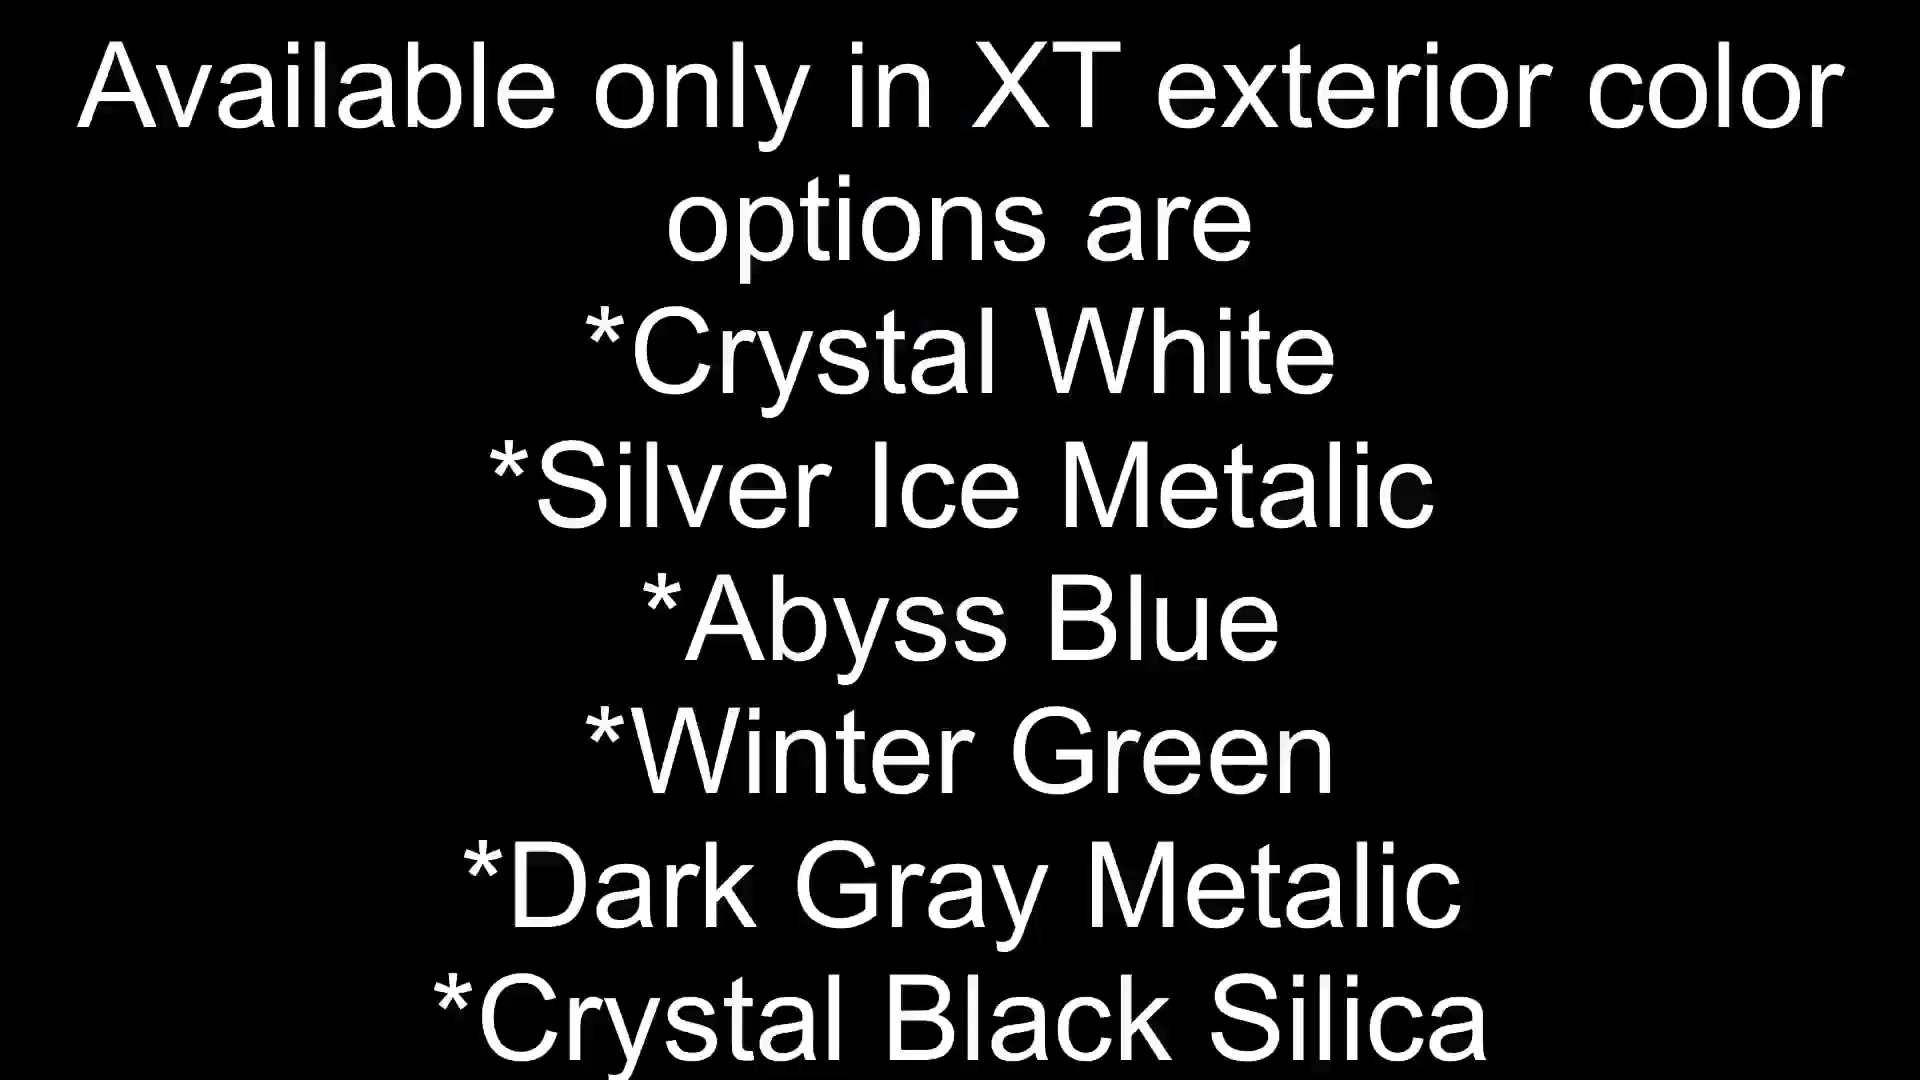 Available only in XT exterior color
options are
*Crystal White
*Silver Ice Metalic
*Abyss Blue
*Winter Green
*Dark Gray Metalic
*Crystal Black Silica